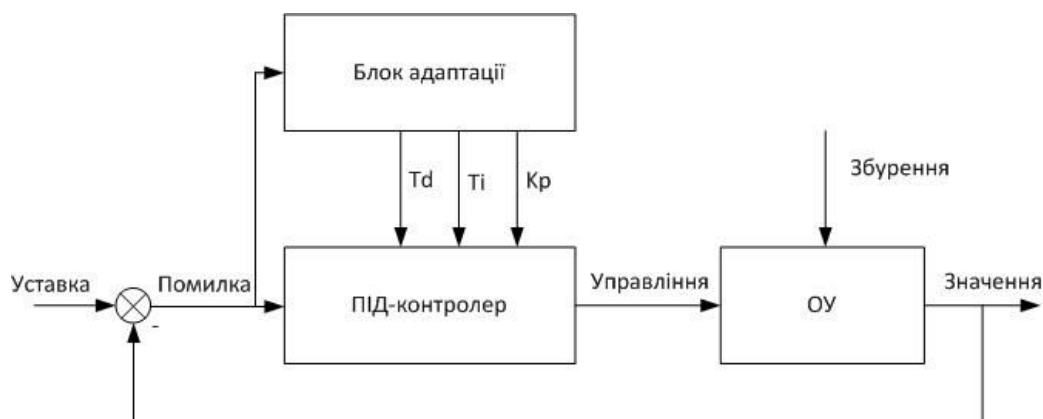 Блок адаптації
Td
Ti
Kp
Збурення
Уставка
Помилка
-
ПІД-контролер
Управління
ОУ
Значення